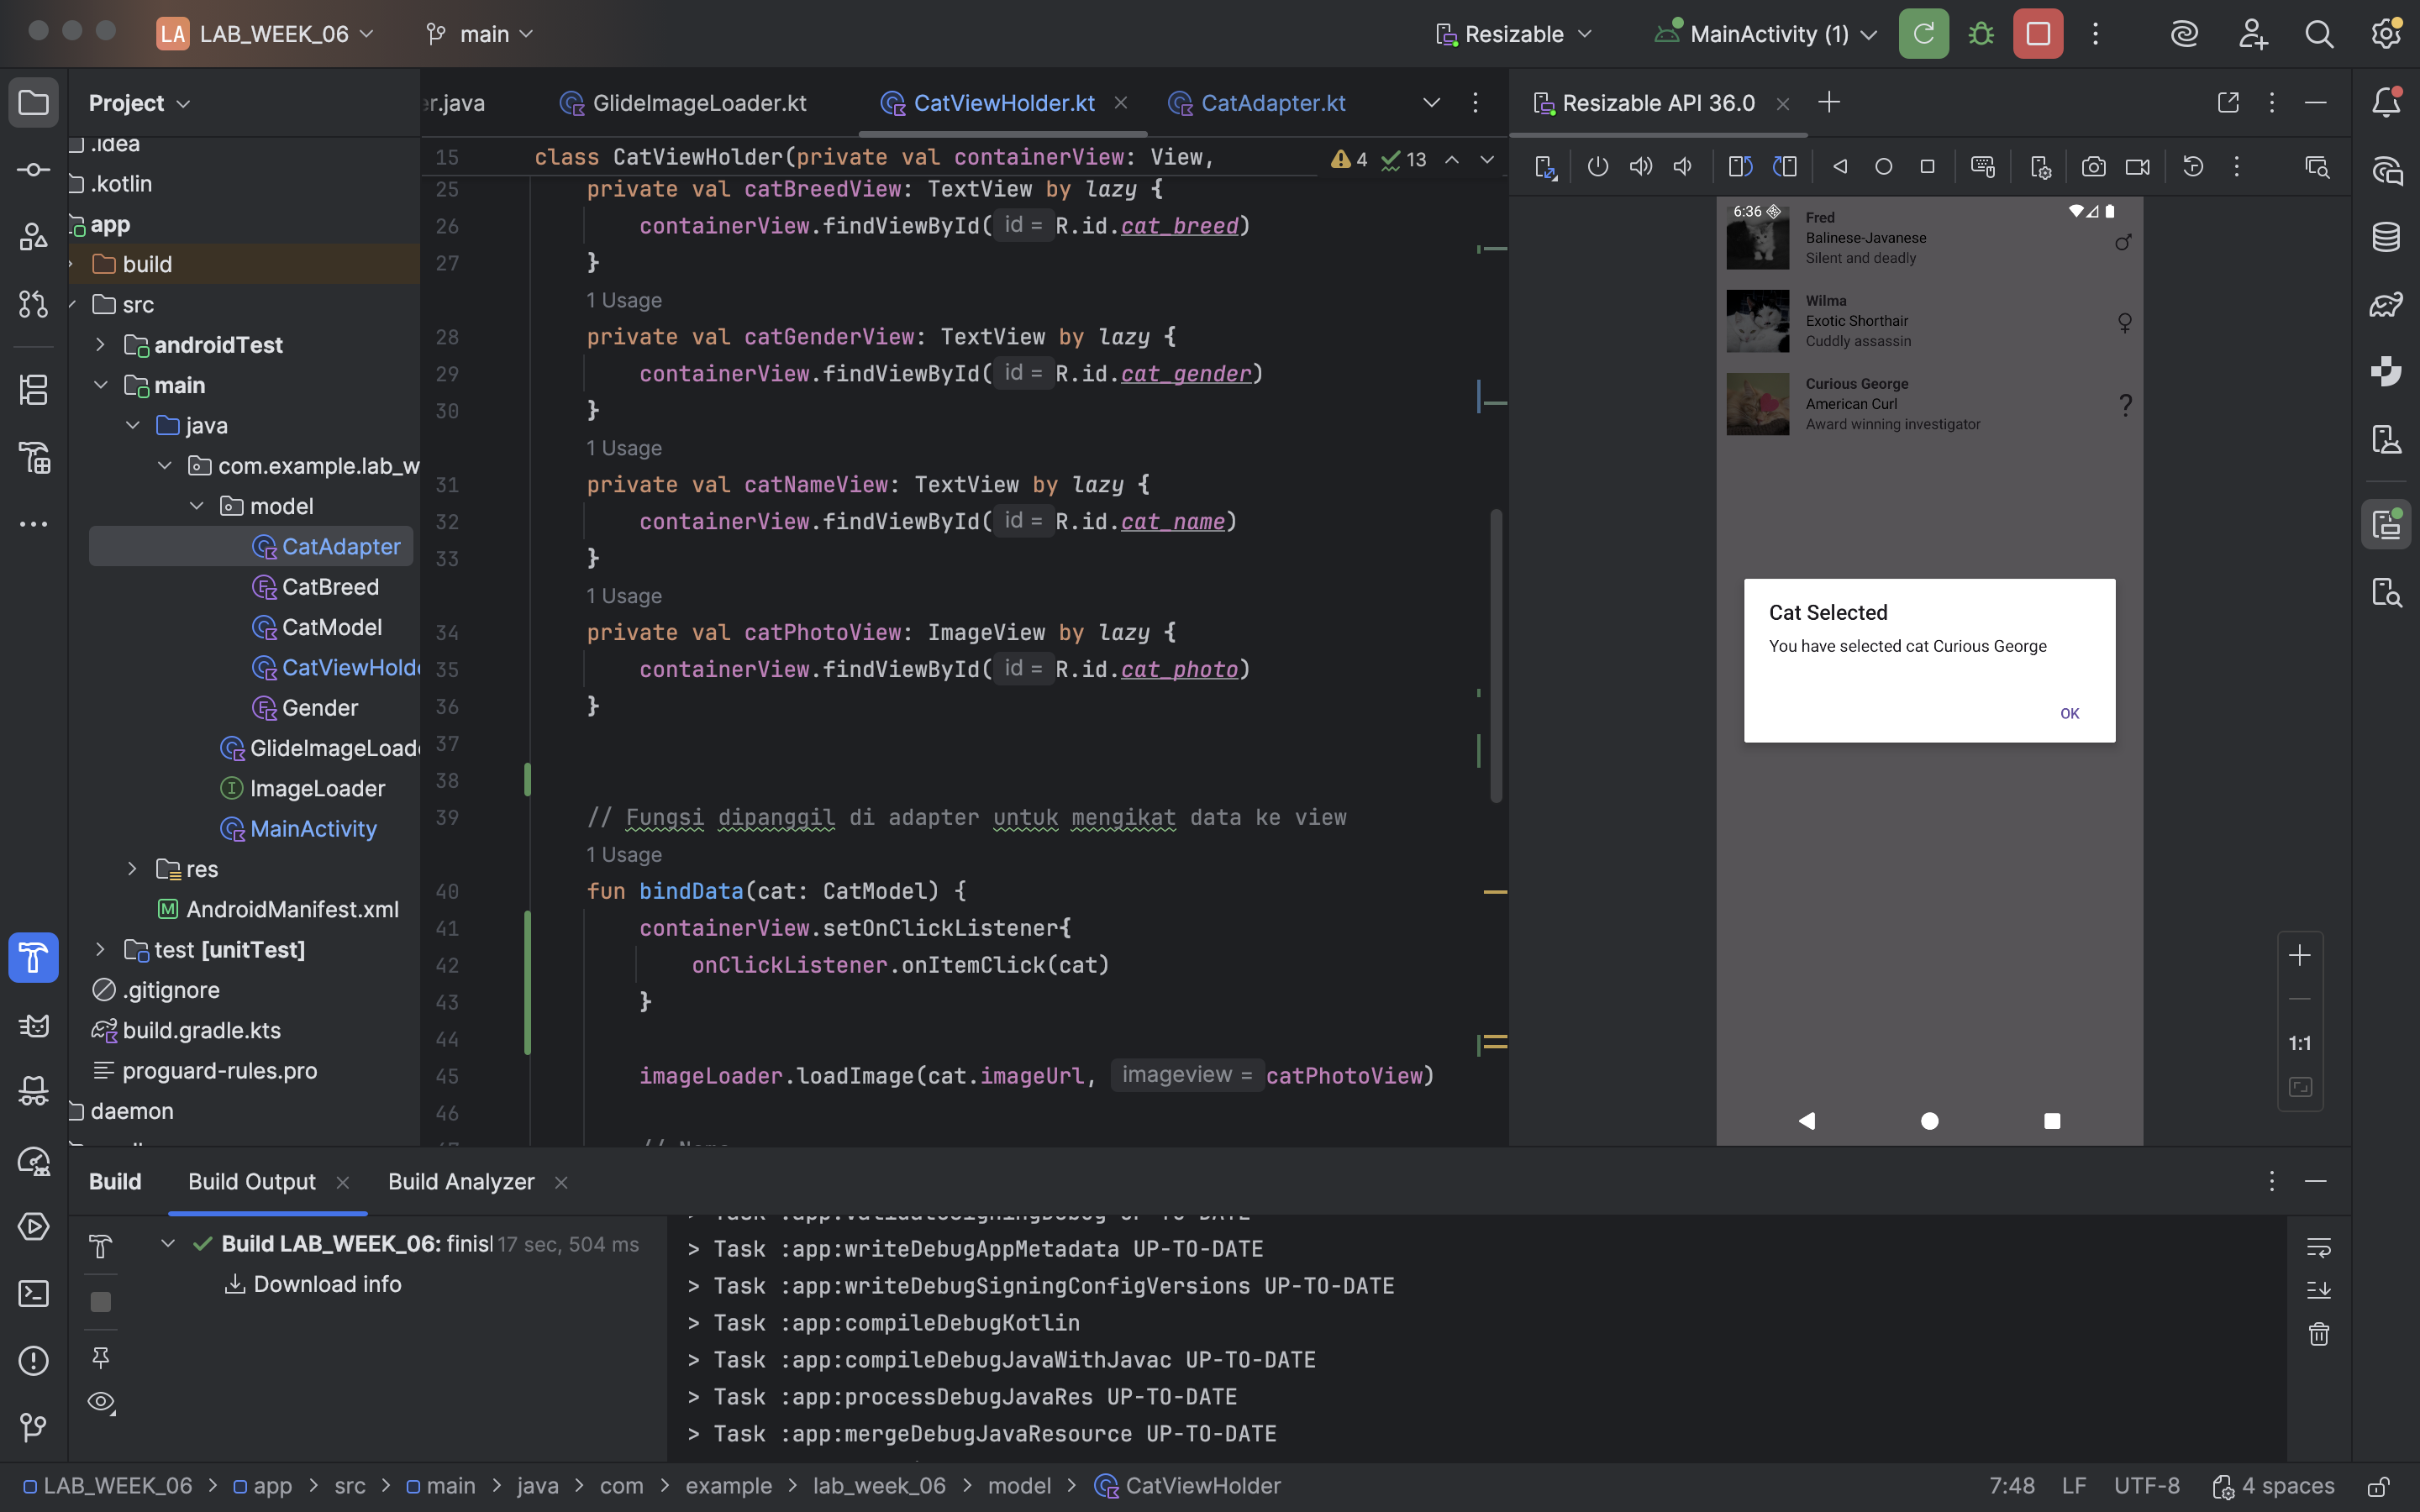 LA LAB_WEEK_06 main Resizable MainActivity (1)
Project
er.java GlideImageLoader.kt CatViewHolder.kt CatAdapter.kt
Resizable API 36.0
.idea
.kotlin
app
build
src
androidTest
main
java
com.example.lab_w
model
CatAdapter
CatBreed
CatModel
CatViewHolde
Gender
GlideImageLoade
ImageLoader
MainActivity
res
AndroidManifest.xml
test [unitTest]
.gitignore
build.gradle.kts
proguard-rules.pro
daemon
15 class CatViewHolder(private val containerView: View, 4 13
25 private val catBreedView: TextView by lazy {
26 containerView.findViewById( id = R.id.cat_breed)
27 }
1 Usage
28 private val catGenderView: TextView by lazy {
29 containerView.findViewById( id = R.id.cat_gender)
30 }
1 Usage
31 private val catNameView: TextView by lazy {
32 containerView.findViewById( id = R.id.cat_name)
33 }
1 Usage
34 private val catPhotoView: ImageView by lazy {
35 containerView.findViewById( id = R.id.cat_photo)
36 }
37
38
39 // Fungsi dipanggil di adapter untuk mengikat data ke view
1 Usage
40 fun bindData(cat: CatModel) {
41 containerView.setOnClickListener{
42 onClickListener.onItemClick(cat)
43 }
44
45 imageLoader.loadImage(cat.imageUrl, imageview = catPhotoView)
46
6:36
Fred
Balinese-Javanese
Silent and deadly
♂
Wilma
Exotic Shorthair
Cuddly assassin
♀
Curious George
American Curl
Award winning investigator
?
Cat Selected
You have selected cat Curious George
OK
1:1
Build Build Output Build Analyzer
Build LAB_WEEK_06: finis 17 sec, 504 ms
Download info
> Task :app:validateSigningDebug UP-TO-DATE
> Task :app:writeDebugAppMetadata UP-TO-DATE
> Task :app:writeDebugSigningConfigVersions UP-TO-DATE
> Task :app:compileDebugKotlin
> Task :app:compileDebugJavaWithJavac UP-TO-DATE
> Task :app:processDebugJavaRes UP-TO-DATE
> Task :app:mergeDebugJavaResource UP-TO-DATE
LAB_WEEK_06 > app > src > main > java > com > example > lab_week_06 > model > CatViewHolder 7:48 LF UTF-8 4 spaces